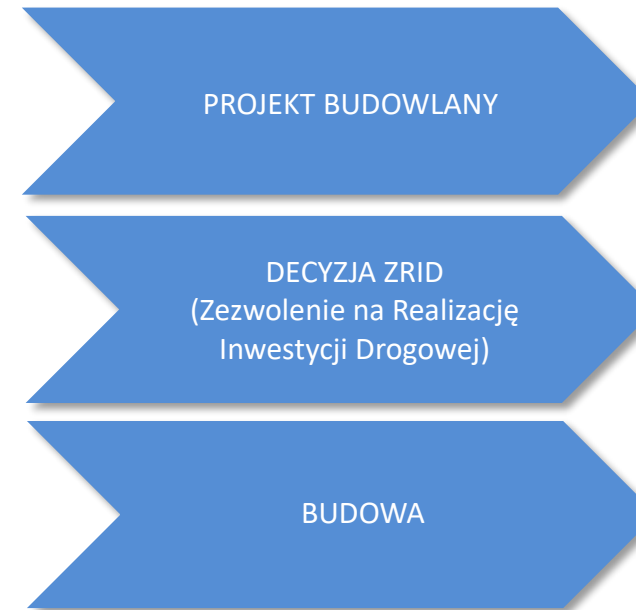 PROJEKT BUDOWLANY
DECYZJA ZRID
(Zezwolenie na Realizację
Inwestycji Drogowej)
BUDOWA